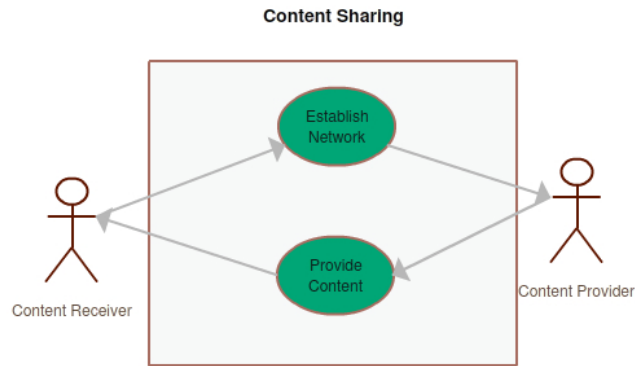 Content Sharing
Establish
Network
Provide
Content
Content Receiver
Content Provider